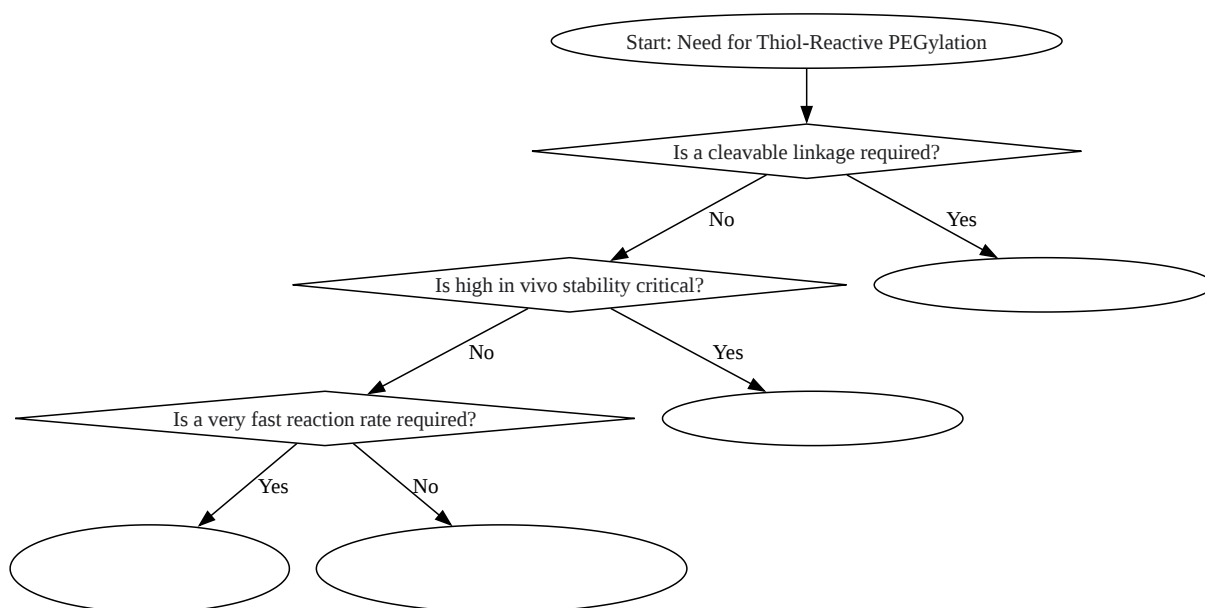 Start: Need for Thiol-Reactive PEGylation
Is a cleavable linkage required?
No
Yes
Is high in vivo stability critical?
No
Yes
Is a very fast reaction rate required?
Yes
No